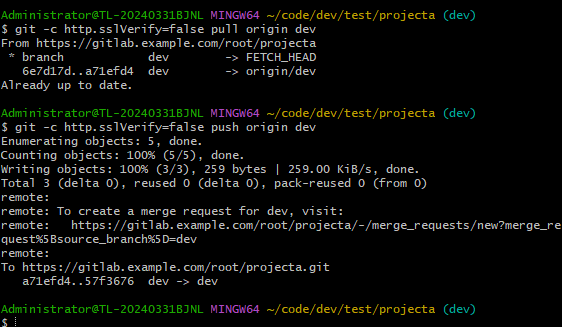 Administrator@TL-20240331BJNL MINGW64 ~/code/dev/test/projecta (dev)
$ git -c http.sslVerify=false pull origin dev
From https://gitlab.example.com/root/projecta
 * branch            dev        -> FETCH_HEAD
   6e7d17d..a71efd4  dev        -> origin/dev
Already up to date.
Administrator@TL-20240331BJNL MINGW64 ~/code/dev/test/projecta (dev)
$ git -c http.sslVerify=false push origin dev
Enumerating objects: 5, done.
Counting objects: 100% (5/5), done.
Writing objects: 100% (3/3), 259 bytes | 259.00 KiB/s, done.
Total 3 (delta 0), reused 0 (delta 0), pack-reused 0 (from 0)
remote:
remote: To create a merge request for dev, visit:
remote:   https://gitlab.example.com/root/projecta/-/merge_requests/new?merge_re
quest%5Bsource_branch%5D=dev
remote:
To https://gitlab.example.com/root/projecta.git
   a71efd4..57f3676  dev -> dev
Administrator@TL-20240331BJNL MINGW64 ~/code/dev/test/projecta (dev)
$